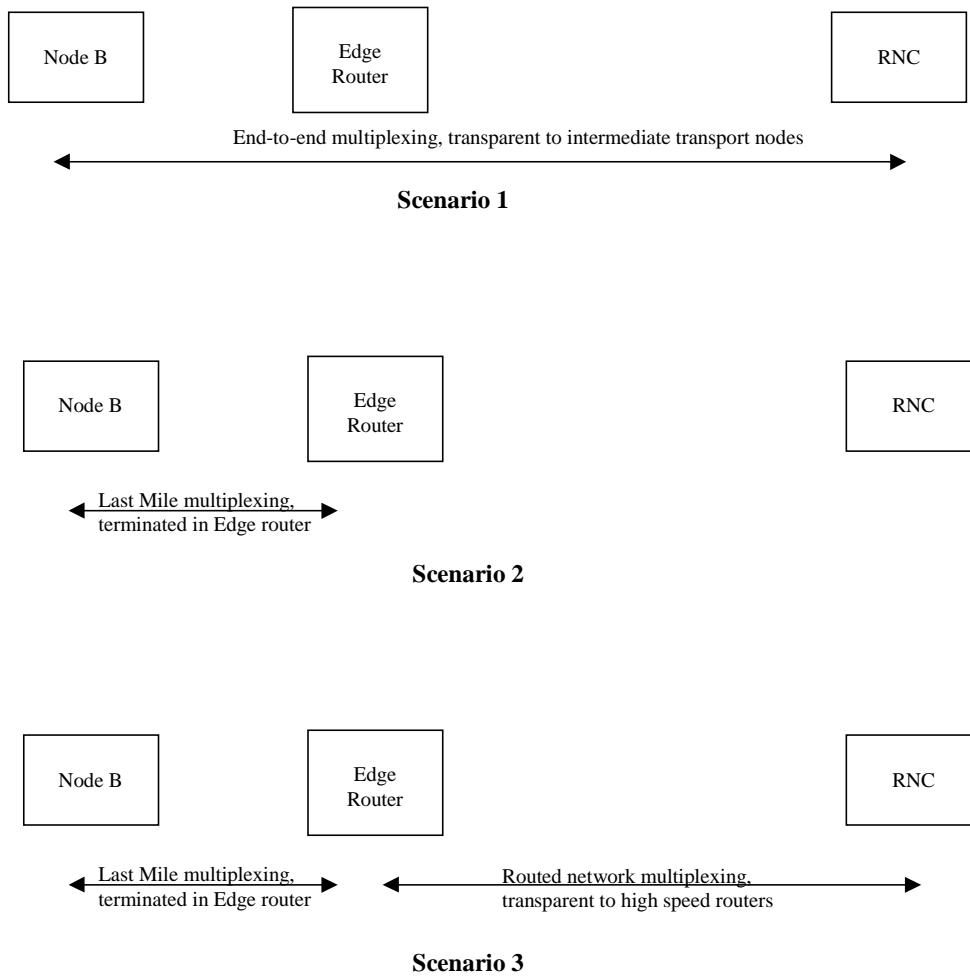 Node B
Edge
Router
RNC
End-to-end multiplexing, transparent to intermediate transport nodes
Scenario 1
Node B
Edge
Router
RNC
Last Mile multiplexing,
terminated in Edge router
Scenario 2
Node B
Edge
Router
RNC
Last Mile multiplexing,
terminated in Edge router
Routed network multiplexing,
transparent to high speed routers
Scenario 3